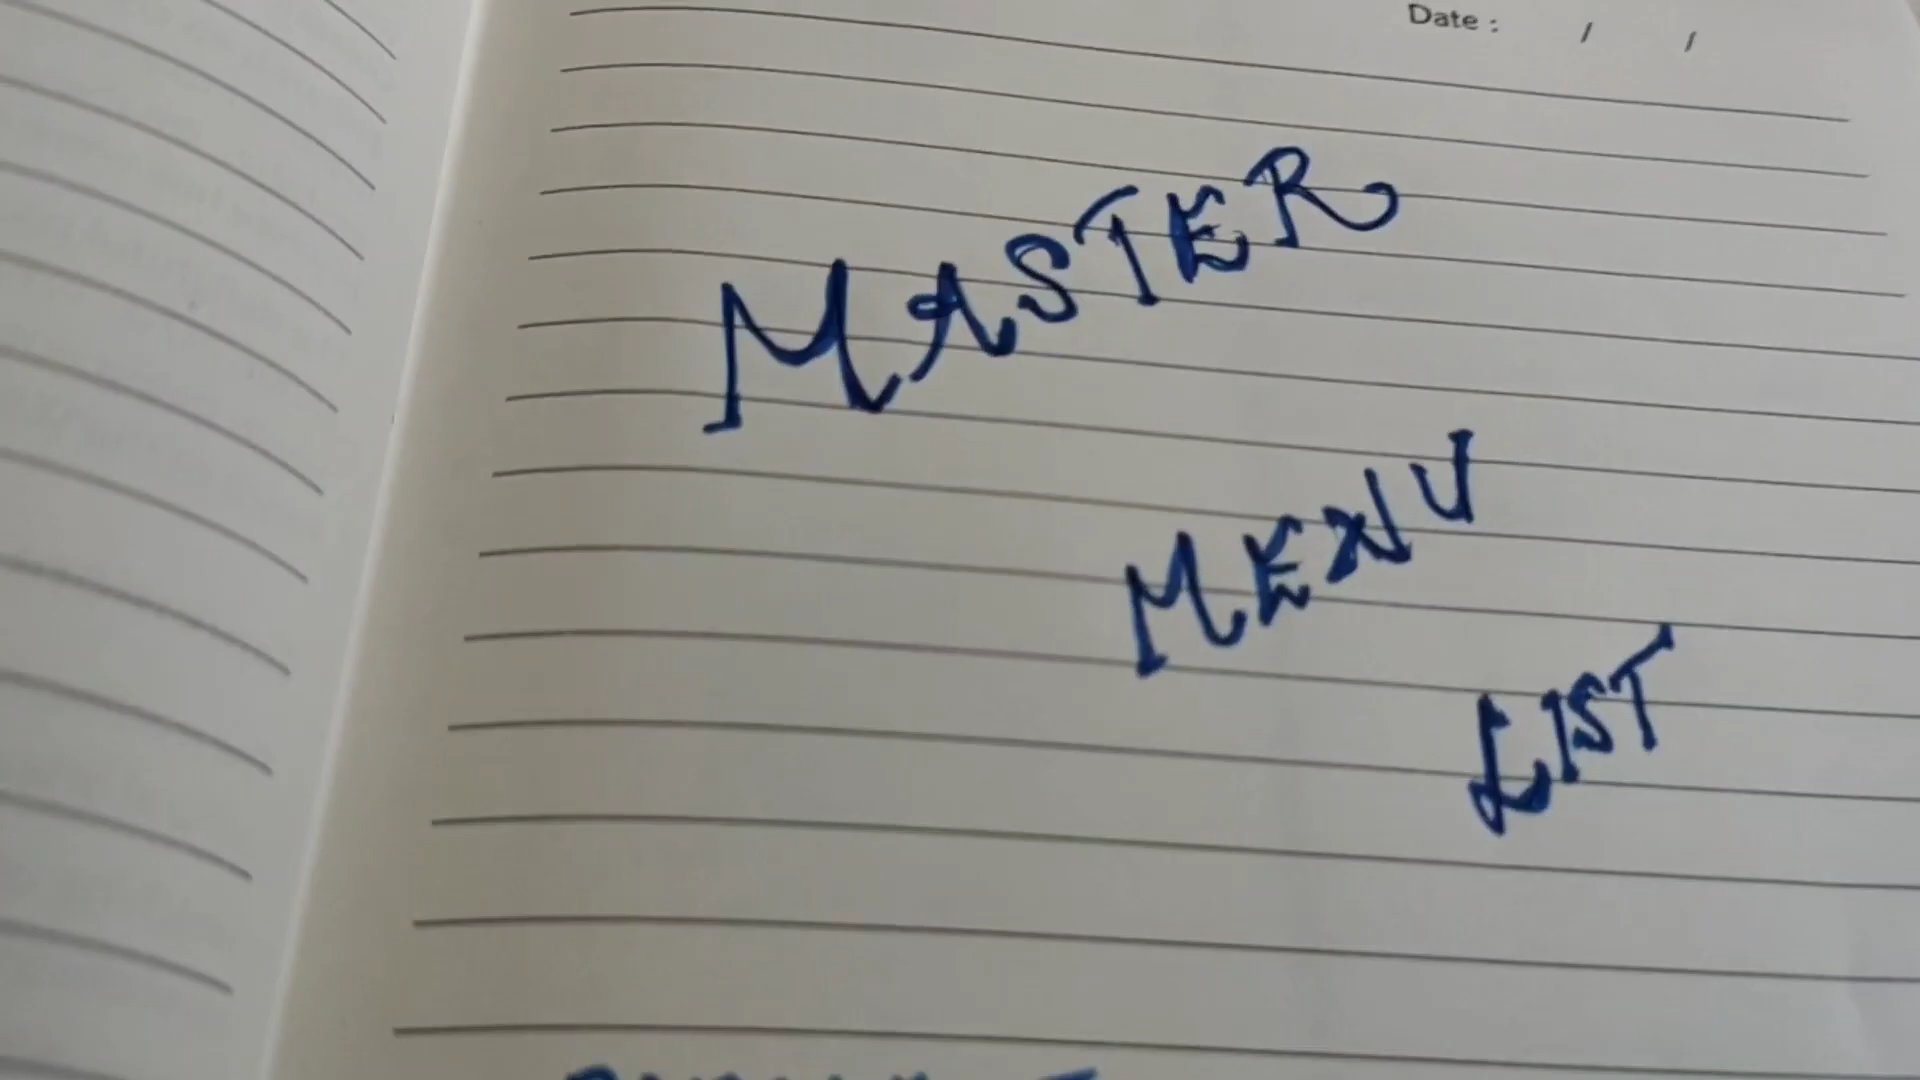 Date : / /
MASTER
MENU
LIST